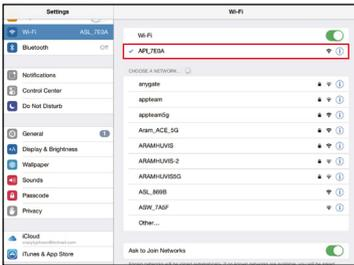 Settings
Wi-Fi
Wi-Fi ASL_7E0A
Bluetooth Off
Notifications
Control Center
Do Not Disturb
General 1
Display & Brightness
Wallpaper
Sounds
Passcode
Privacy
iCloud
iTunes & App Store
Wi-Fi
API_7E0A
CHOOSE A NETWORK...
anygate
appteam
appteam5g
Aram_ACE_5G
ARAMHUVIS
ARAMHUVIS-2
ARAMHUVIS5G
ASL_869B
ASW_7A5F
Other...
Ask to Join Networks